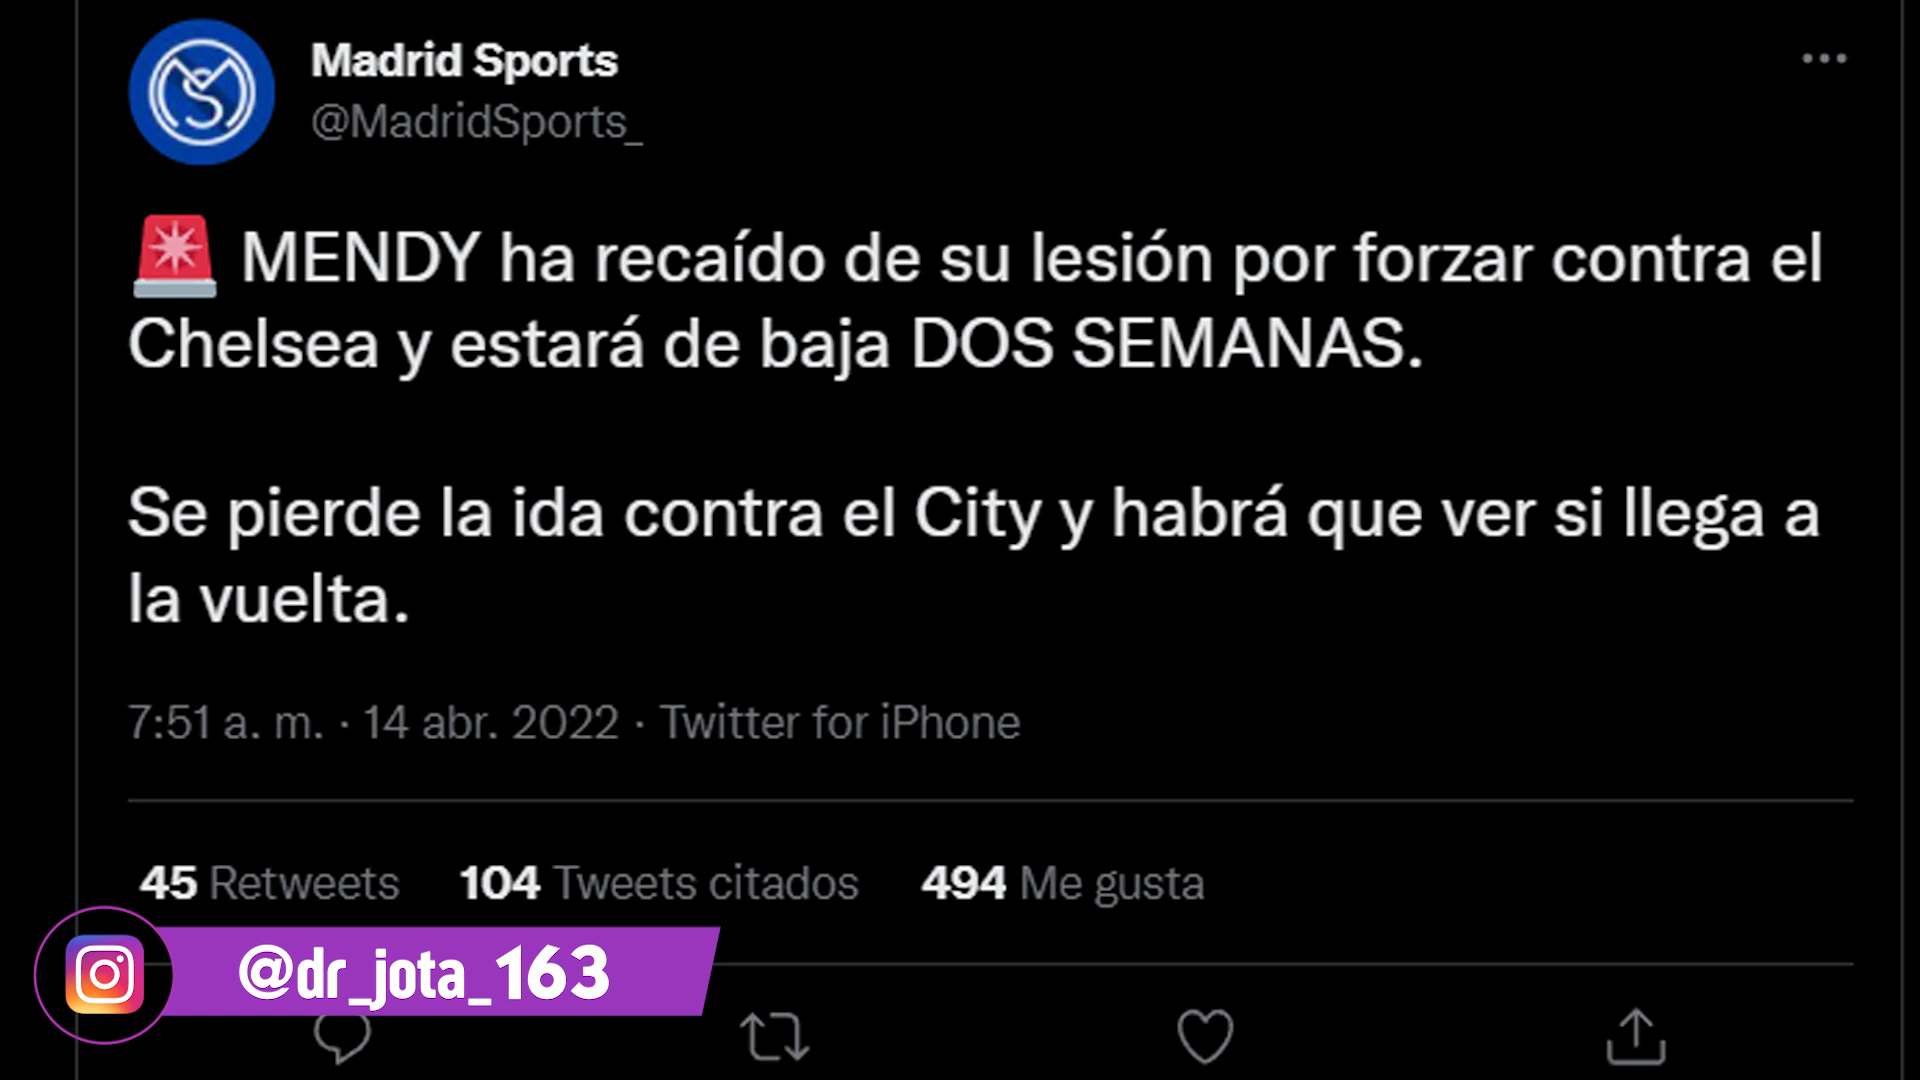 Madrid Sports
@MadridSports_
🚨 MENDY ha recaído de su lesión por forzar contra el
Chelsea y estará de baja DOS SEMANAS.
Se pierde la ida contra el City y habrá que ver si llega a
la vuelta.
7:51 a. m. · 14 abr. 2022 · Twitter for iPhone
45 Retweets 104 Tweets citados 494 Me gusta
@dr_jota_163